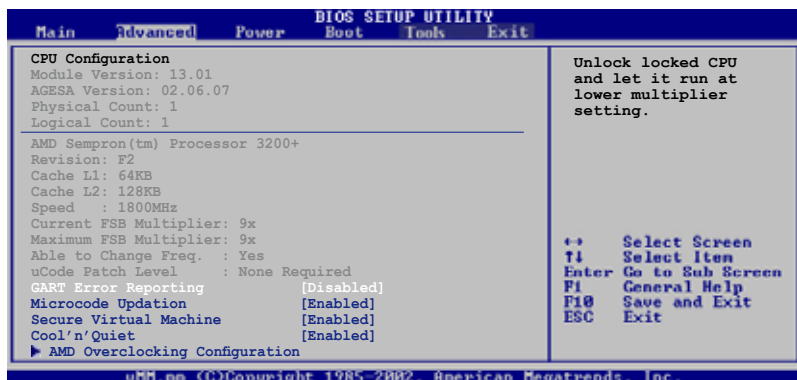 BIOS SETUP UTILITY
Main Advanced Power Boot Tools Exit
CPU Configuration
Module Version: 13.01
AGESA Version: 02.06.07
Physical Count: 1
Logical Count: 1
AMD Sempron(tm) Processor 3200+
Revision: F2
Cache L1: 64KB
Cache L2: 128KB
Speed : 1800MHz
Current FSB Multiplier: 9x
Maximum FSB Multiplier: 9x
Able to Change Freq. : Yes
uCode Patch Level : None Required
GART Error Reporting [Disabled]
Microcode Updation [Enabled]
Secure Virtual Machine [Enabled]
Cool'n'Quiet [Enabled]
AMD Overclocking Configuration
Unlock locked CPU
and let it run at
lower multiplier
setting.
↔ Select Screen
↑↓ Select Item
Enter Go to Sub Screen
F1 General Help
F10 Save and Exit
ESC Exit
(C)Copyright 1985-2002, American Megatrends, Inc.